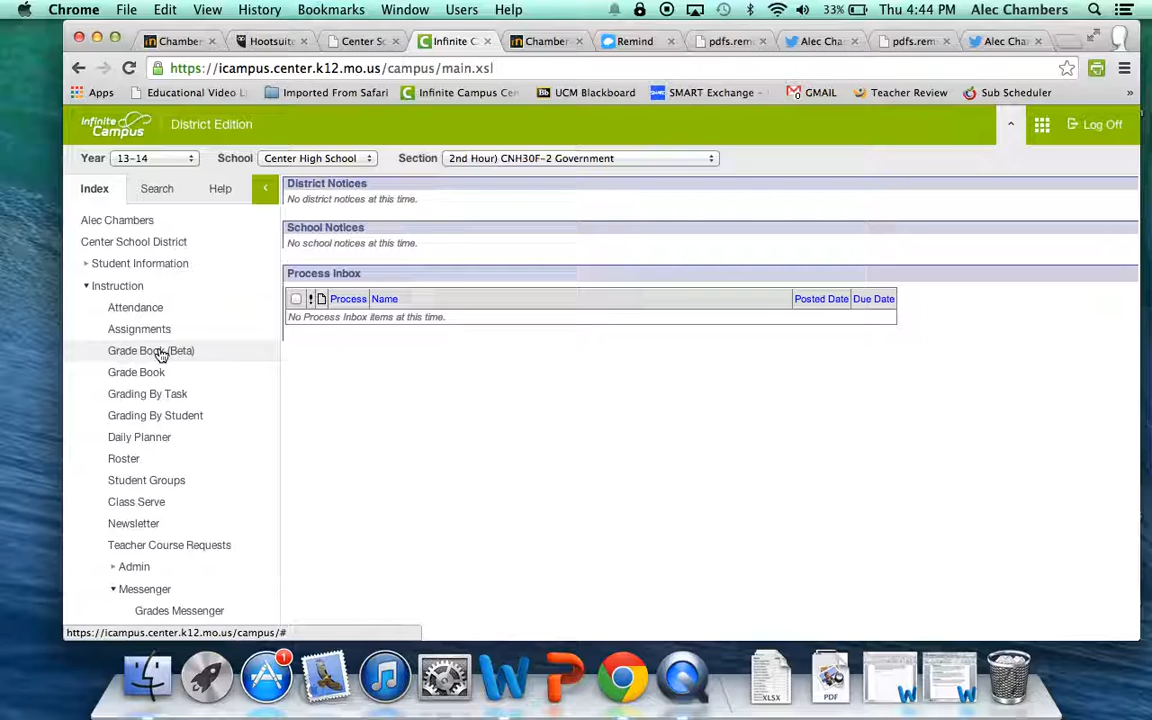 Chrome File Edit View History Bookmarks Window Users Help 33% Thu 4:44 PM Alec Chambers
Chamber Hootsuite Center Sc Infinite C Chamber Remind pdfs.rem Alec Cha pdfs.rem Alec Cha
https://icampus.center.k12.mo.us/campus/main.xsl
Apps Educational Video Li Imported From Safari Infinite Campus Cen UCM Blackboard SMART Exchange - GMAIL Teacher Review Sub Scheduler »
Infinite Campus District Edition Log Off
Year 13-14 School Center High School Section 2nd Hour) CNH30F-2 Government
Index Search Help
District Notices
No district notices at this time.
School Notices
No school notices at this time.
Process Inbox
! Process Name Posted Date Due Date
No Process Inbox items at this time.
Alec Chambers
Center School District
Student Information
Instruction
Attendance
Assignments
Grade Book (Beta)
Grade Book
Grading By Task
Grading By Student
Daily Planner
Roster
Student Groups
Class Serve
Newsletter
Teacher Course Requests
Admin
Messenger
Grades Messenger
https://icampus.center.k12.mo.us/campus/#
1
XLSX PDF